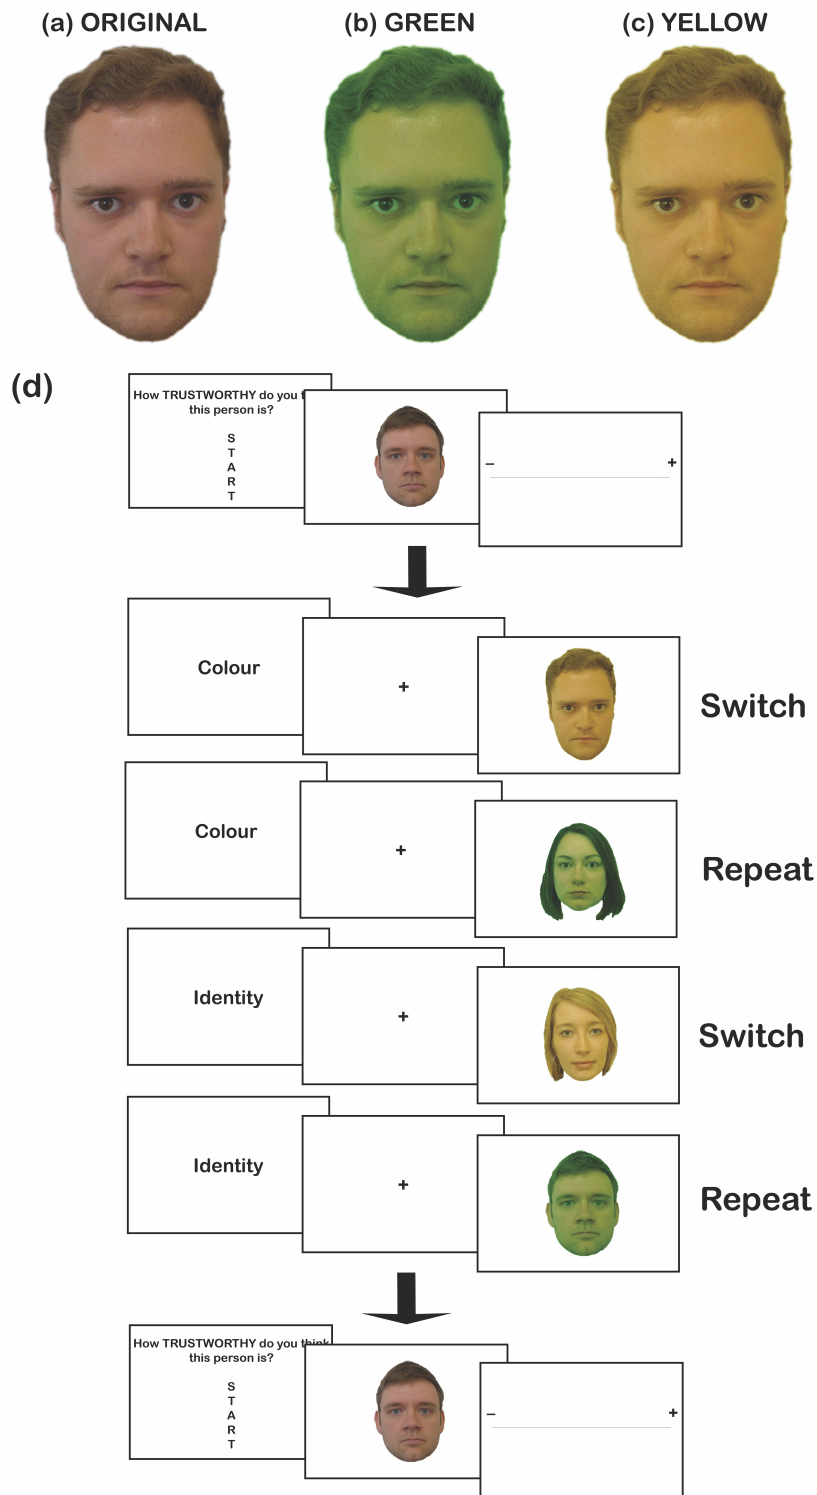 (a) ORIGINAL
(b) GREEN
(c) YELLOW
(d)
How TRUSTWORTHY do you
this person is?
S
T
A
R
T
–
+
Colour
+
Switch
Colour
+
Repeat
Identity
+
Switch
Identity
+
Repeat
How TRUSTWORTHY do you think
this person is?
S
T
A
R
T
–
+